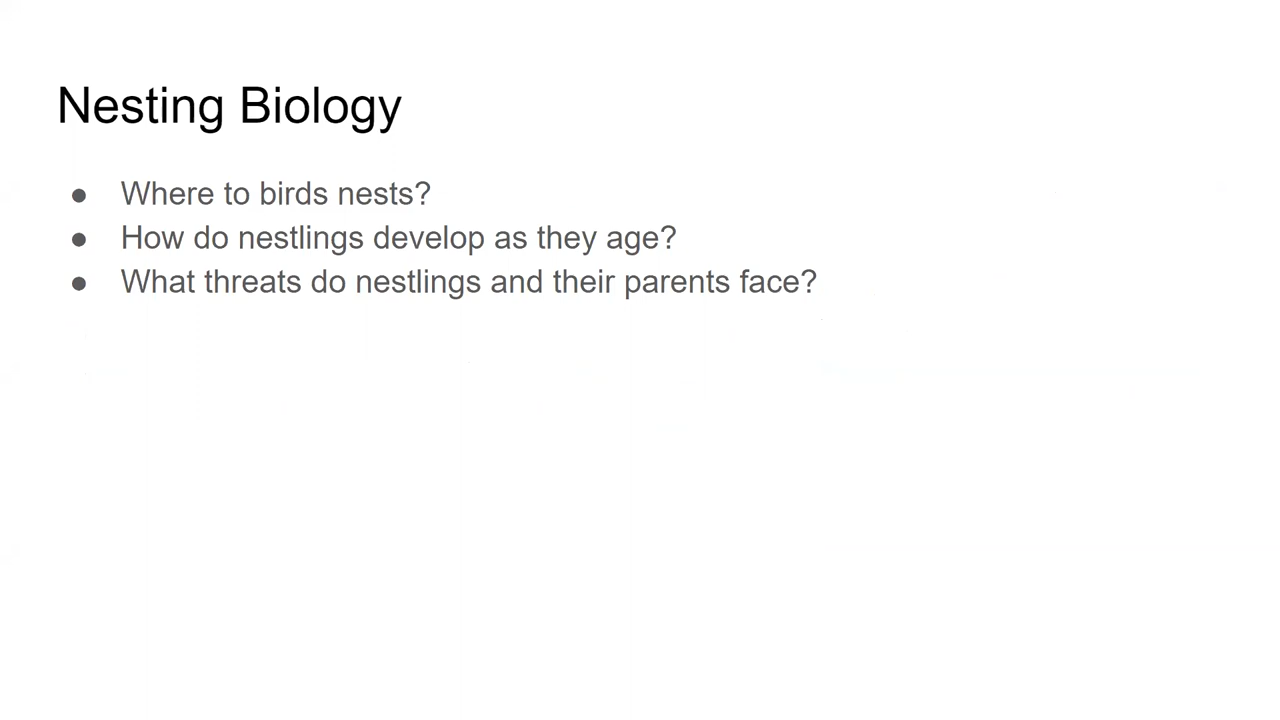 Nesting Biology
● Where to birds nests?
● How do nestlings develop as they age?
● What threats do nestlings and their parents face?